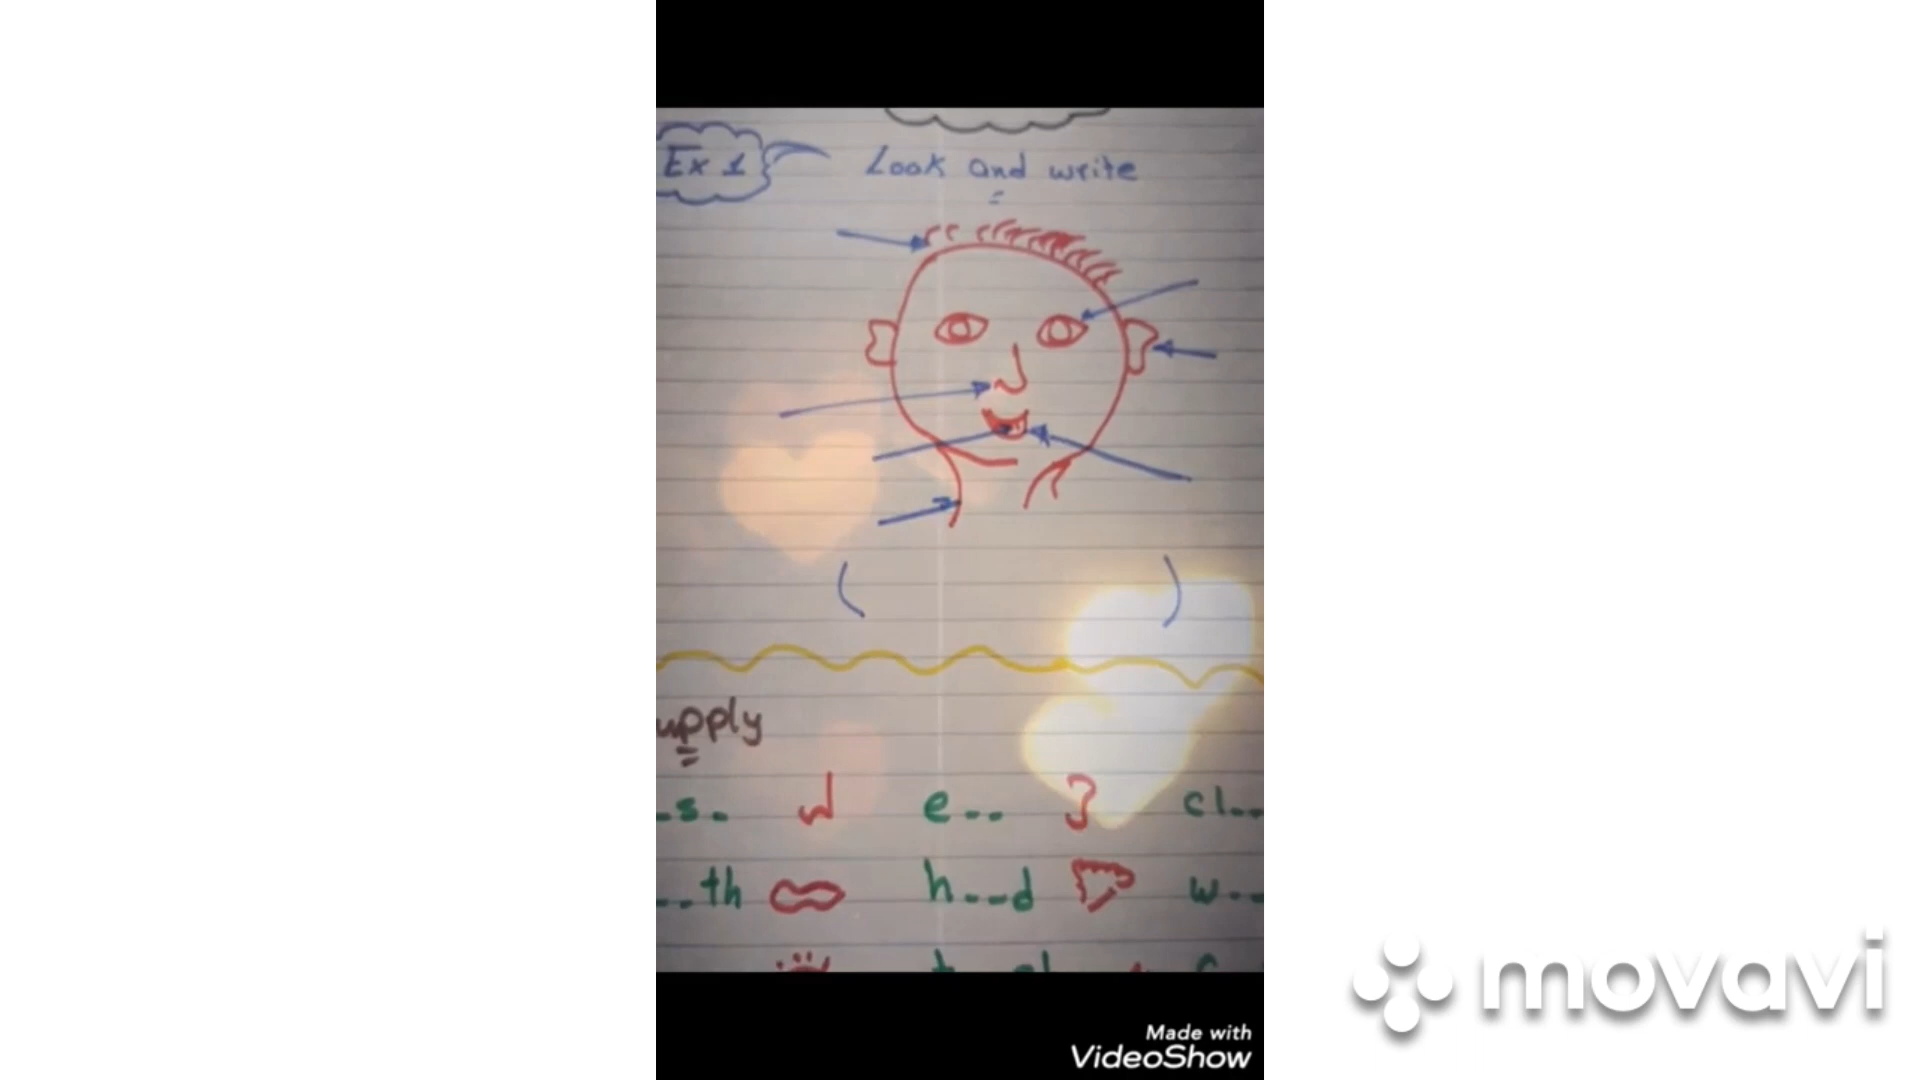 Ex 1 Look and write
( )
upply
-s- e-- cl--
--th h--d w--
Made with
VideoShow
movavi